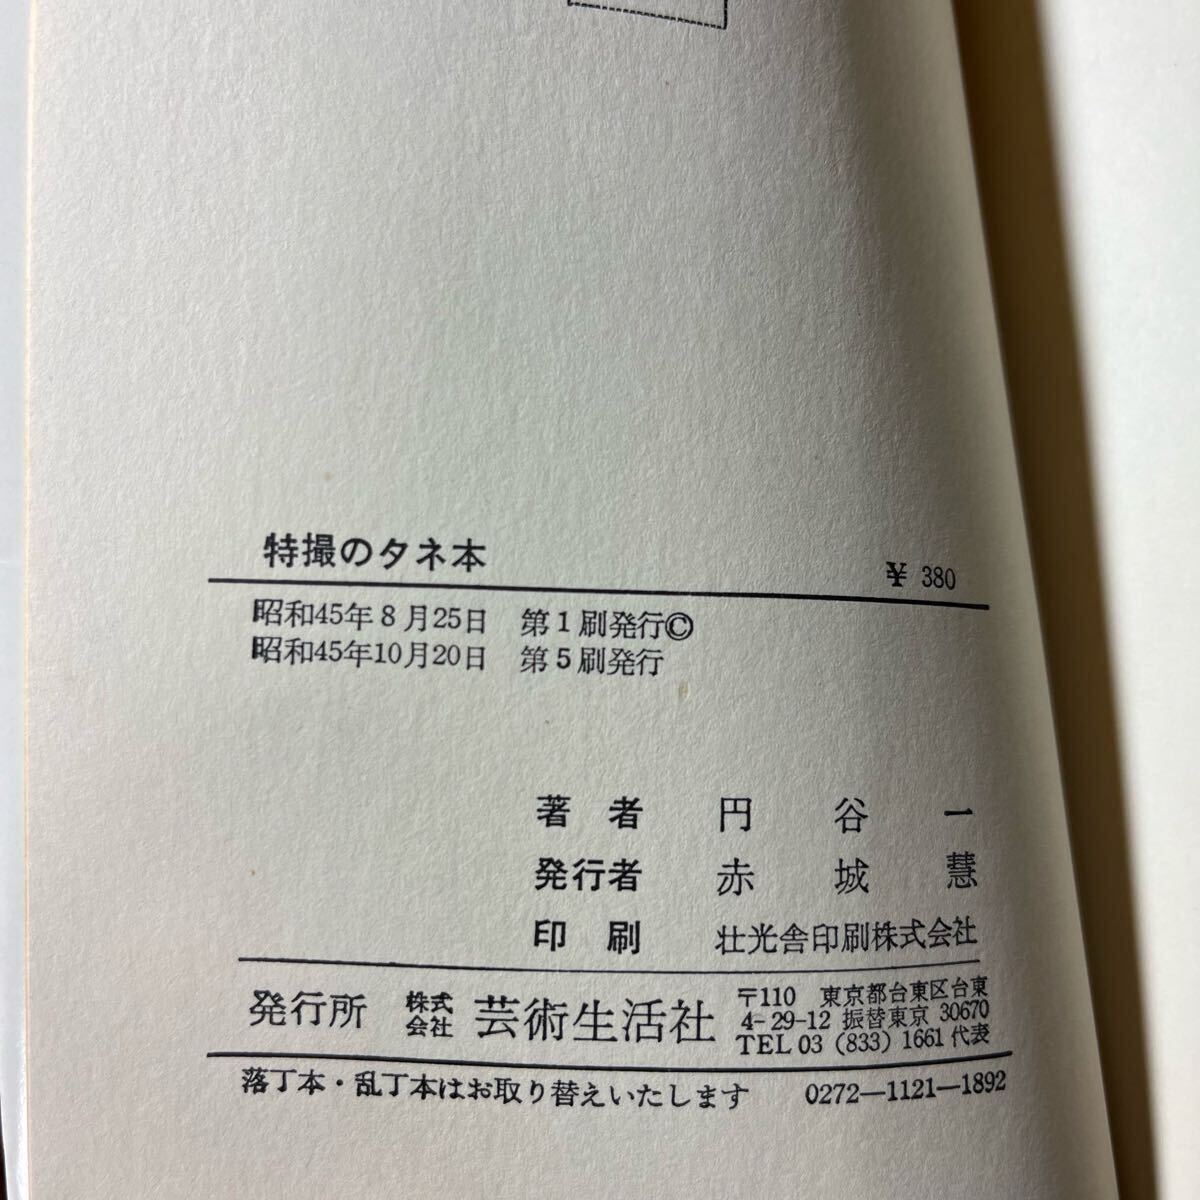 特撮のタネ本
¥ 380
昭和45年8月25日 第1刷発行©
昭和45年10月20日 第5刷発行
著者 円谷一
発行者 赤城慧
印刷 壮光舎印刷株式会社
発行所 株式会社 芸術生活社
〒110 東京都台東区台東
4-29-12 振替東京 30670
TEL 03 (833) 1661 代表
落丁本・乱丁本はお取り替えいたします 0272—1121—1892